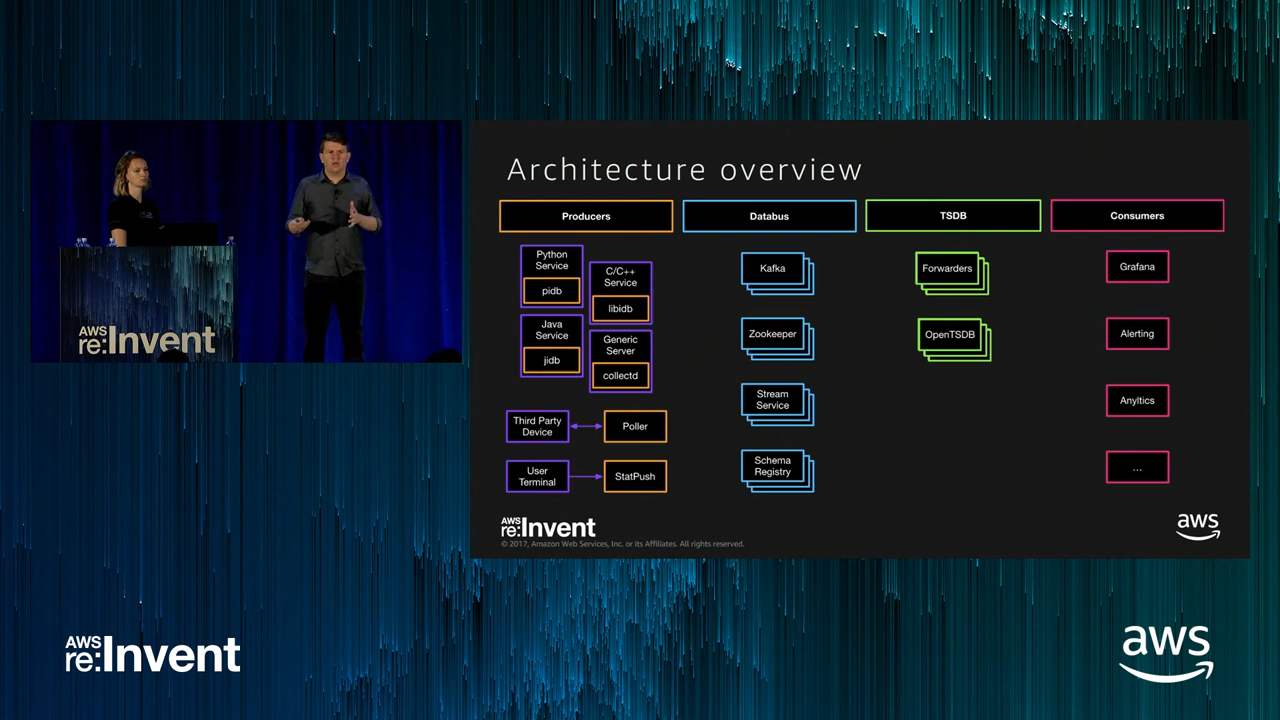 AWS
re:Invent
Architecture overview
Producers
Databus
TSDB
Consumers
Python
Service
pidb
C/C++
Service
libidb
Java
Service
jidb
Generic
Server
collectd
Third Party
Device
Poller
User
Terminal
StatPush
Kafka
Zookeeper
Stream
Service
Schema
Registry
Forwarders
OpenTSDB
Grafana
Alerting
Anyltics
...
AWS
re:Invent
© 2017, Amazon Web Services, Inc. or its Affiliates. All rights reserved.
aws
AWS
re:Invent
aws